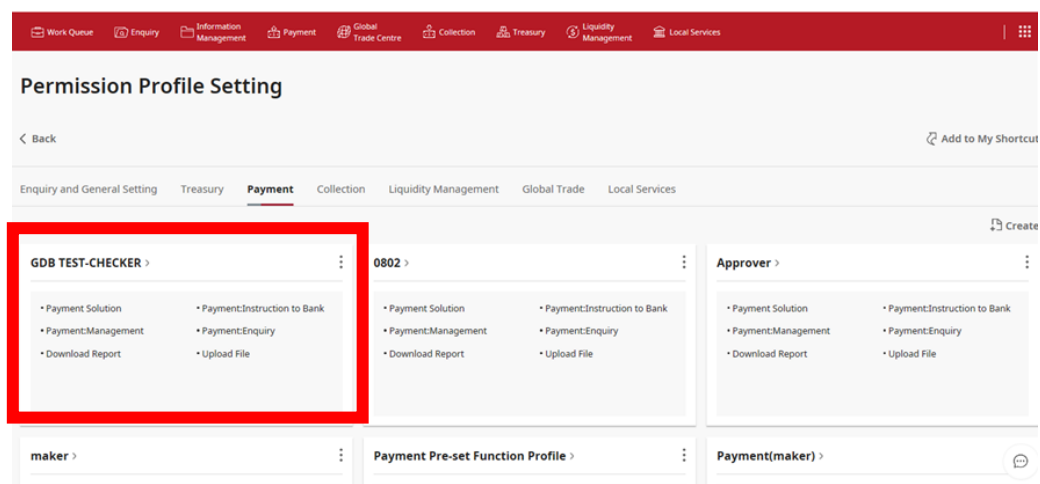 Work Queue Enquiry Information Management Payment Global Trade Centre Collection Treasury Liquidity Management Local Services
Permission Profile Setting
Back Add to My Shortcut
Enquiry and General Setting Treasury Payment Collection Liquidity Management Global Trade Local Services
Create
GDB TEST-CHECKER >
• Payment Solution • Payment:Instruction to Bank
• Payment:Management • Payment:Enquiry
• Download Report • Upload File
0802 >
• Payment Solution • Payment:Instruction to Bank
• Payment:Management • Payment:Enquiry
• Download Report • Upload File
Approver >
• Payment Solution • Payment:Instruction to Bank
• Payment:Management • Payment:Enquiry
• Download Report • Upload File
maker > Payment Pre-set Function Profile > Payment(maker) >